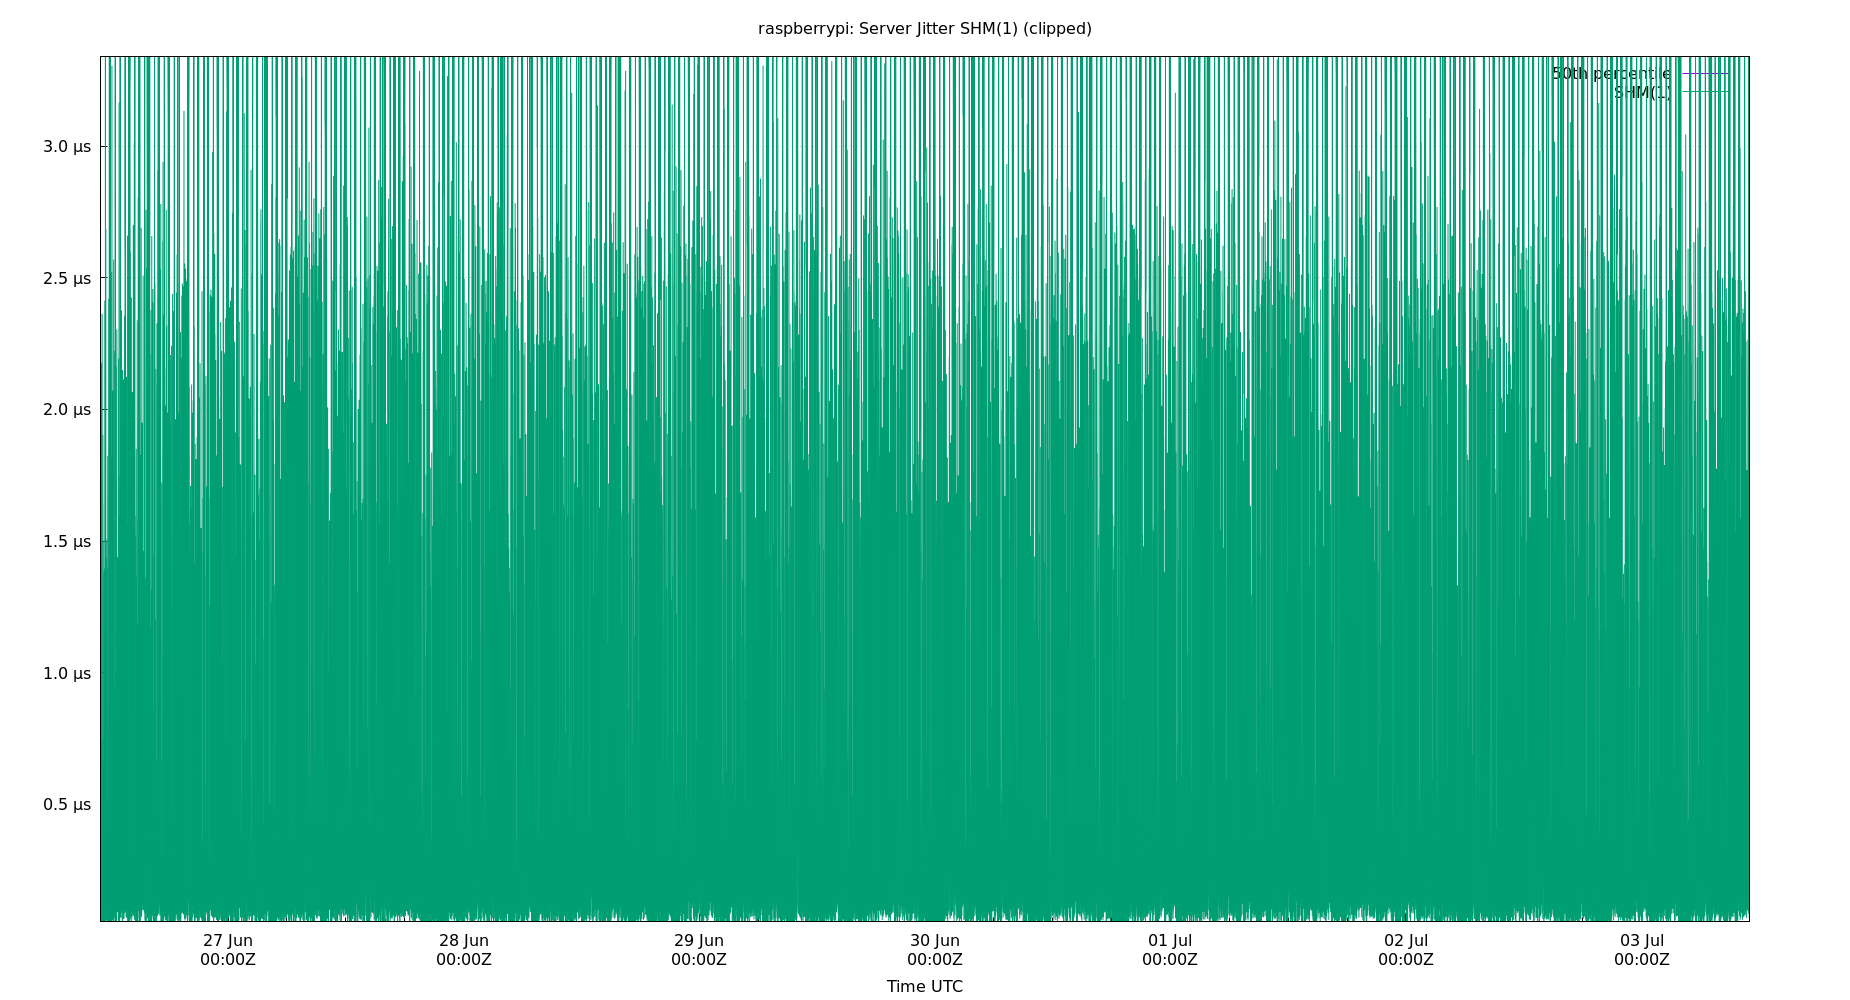 raspberrypi: Server Jitter SHM(1) (clipped)
50th percentile
SHM(1)
3.0 µs
2.5 µs
2.0 µs
1.5 µs
1.0 µs
0.5 µs
27 Jun 28 Jun 29 Jun 30 Jun 01 Jul 02 Jul 03 Jul
00:00Z 00:00Z 00:00Z 00:00Z 00:00Z 00:00Z 00:00Z
Time UTC